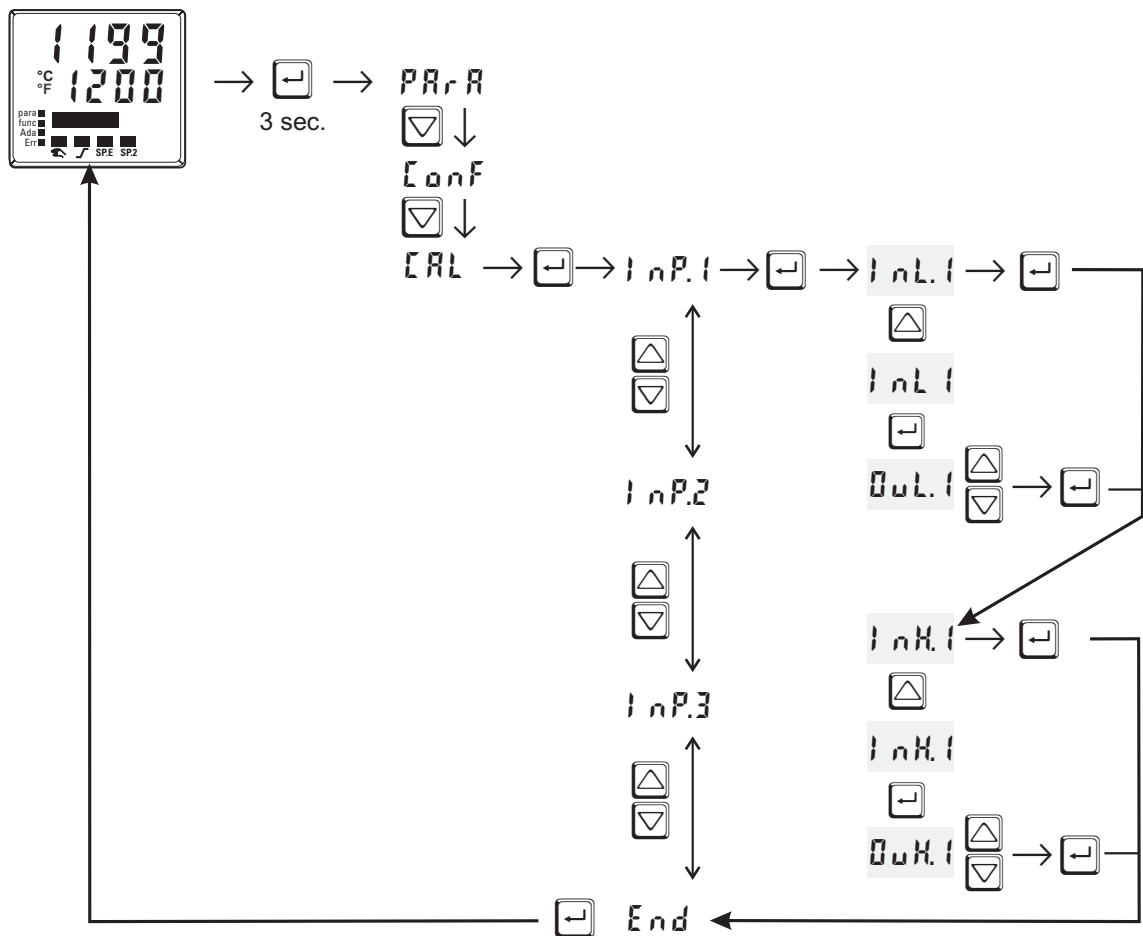 1199
°C
°F
1200
para
func
Ada
Err
SP.E SP.2
3 sec.
PArA
ConF
CAL
InP.1
InL.1
InL1
OuL.1
InP.2
InH.1
InP.3
InH.1
OuH.1
End